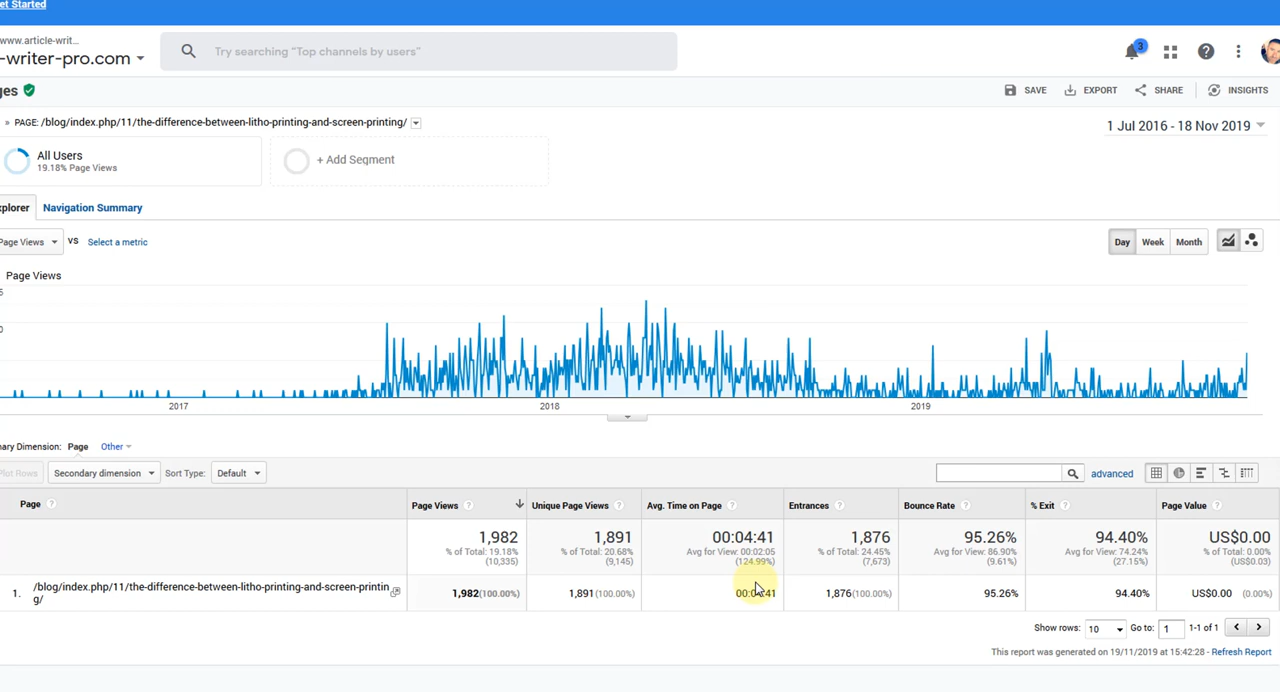 et Started
www.article-writ...
-writer-pro.com
Try searching "Top channels by users"
3
ges
SAVE EXPORT SHARE INSIGHTS
» PAGE: /blog/index.php/11/the-difference-between-litho-printing-and-screen-printing/
1 Jul 2016 - 18 Nov 2019
All Users
19.18% Page Views
+ Add Segment
xplorer Navigation Summary
Page Views VS Select a metric
Day Week Month
Page Views
5
0
2017 2018 2019
nary Dimension: Page Other
Plot Rows Secondary dimension Sort Type: Default advanced
Page ? Page Views ? Unique Page Views ? Avg. Time on Page ? Entrances ? Bounce Rate ? % Exit ? Page Value ?
1,982 1,891 00:04:41 1,876 95.26% 94.40% US$0.00
% of Total: 19.18% % of Total: 20.68% Avg for View: 00:02:05 % of Total: 24.45% Avg for View: 86.90% Avg for View: 74.24% % of Total: 0.00%
(10,335) (9,145) (124.99%) (7,673) (9.61%) (27.15%) (US$0.03)
1. /blog/index.php/11/the-difference-between-litho-printing-and-screen-printin
g/
1,982(100.00%) 1,891(100.00%) 00:04:41 1,876(100.00%) 95.26% 94.40% US$0.00 (0.00%)
Show rows: 10 Go to: 1 1-1 of 1
This report was generated on 19/11/2019 at 15:42:28 - Refresh Report